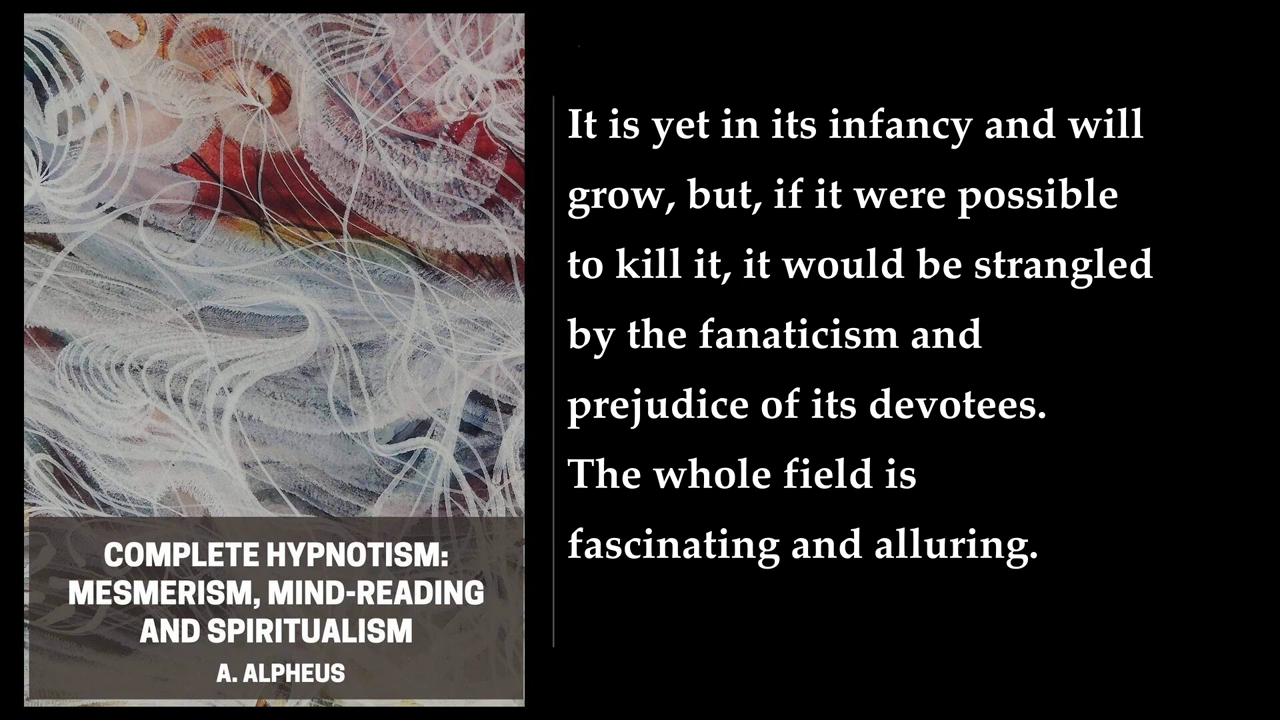 It is yet in its infancy and will
grow, but, if it were possible
to kill it, it would be strangled
by the fanaticism and
prejudice of its devotees.
The whole field is
fascinating and alluring.
COMPLETE HYPNOTISM:
MESMERISM, MIND-READING
AND SPIRITUALISM
A. ALPHEUS